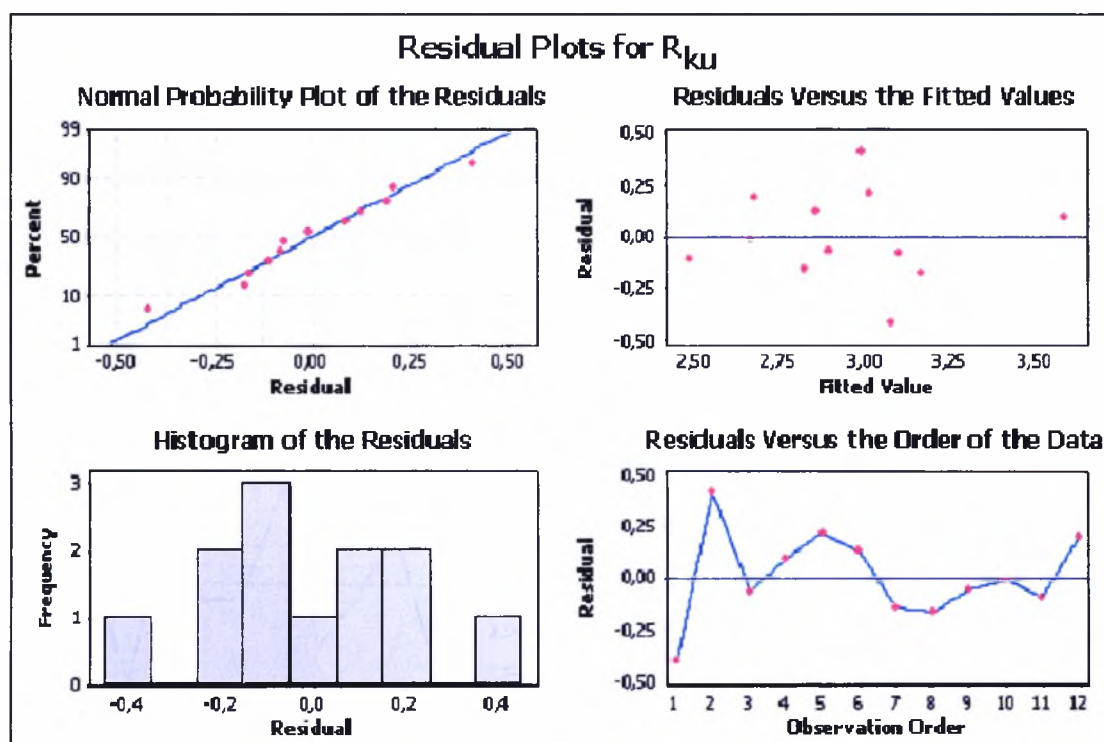 Residual Plots for Rku
Normal Probability Plot of the Residuals
99
90
50
10
1
Percent
-0,50 -0,25 0,00 0,25 0,50
Residual
Residuals Versus the Fitted Values
0,50
0,25
0,00
-0,25
-0,50
Residual
2,50 2,75 3,00 3,25 3,50
Fitted Value
Histogram of the Residuals
3
2
1
0
Frequency
-0,4 -0,2 0,0 0,2 0,4
Residual
Residuals Versus the Order of the Data
0,50
0,25
0,00
-0,25
-0,50
Residual
1 2 3 4 5 6 7 8 9 10 11 12
Observation Order